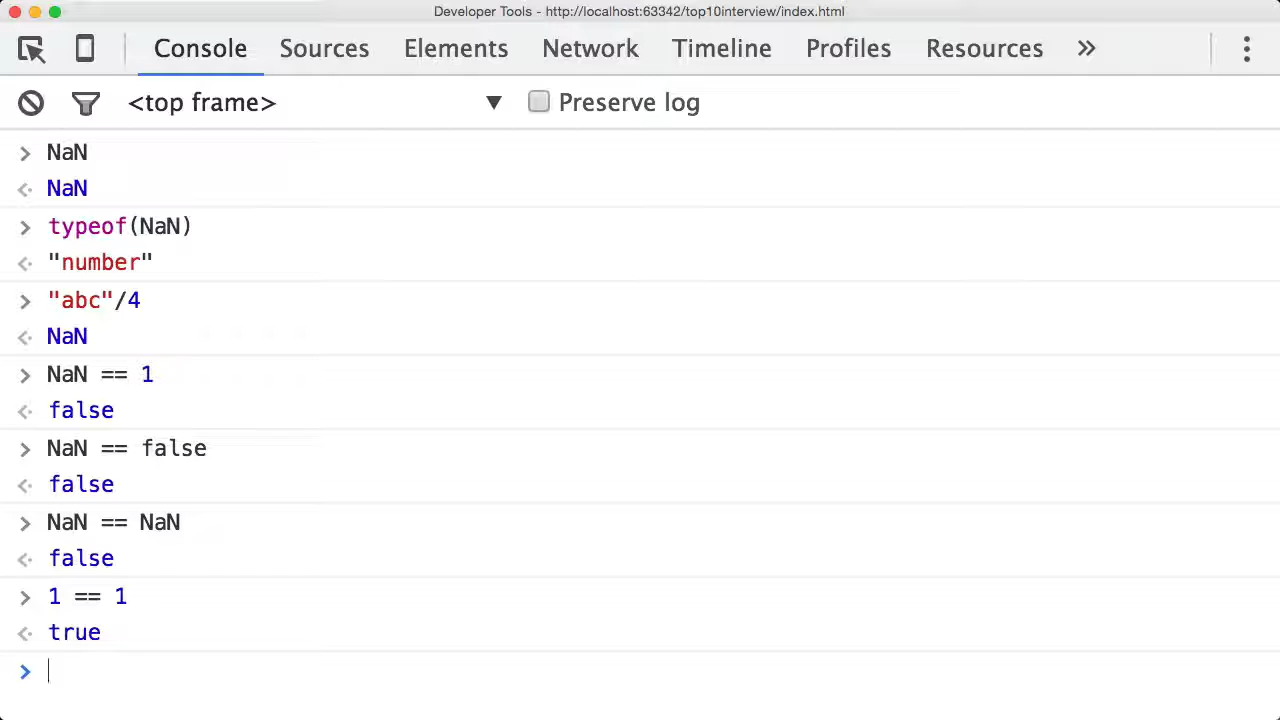 Developer Tools - http://localhost:63342/top10interview/index.html
Console Sources Elements Network Timeline Profiles Resources »
<top frame> ▼ Preserve log
> NaN
<· NaN
> typeof(NaN)
<· "number"
> "abc"/4
<· NaN
> NaN == 1
<· false
> NaN == false
<· false
> NaN == NaN
<· false
> 1 == 1
<· true
>